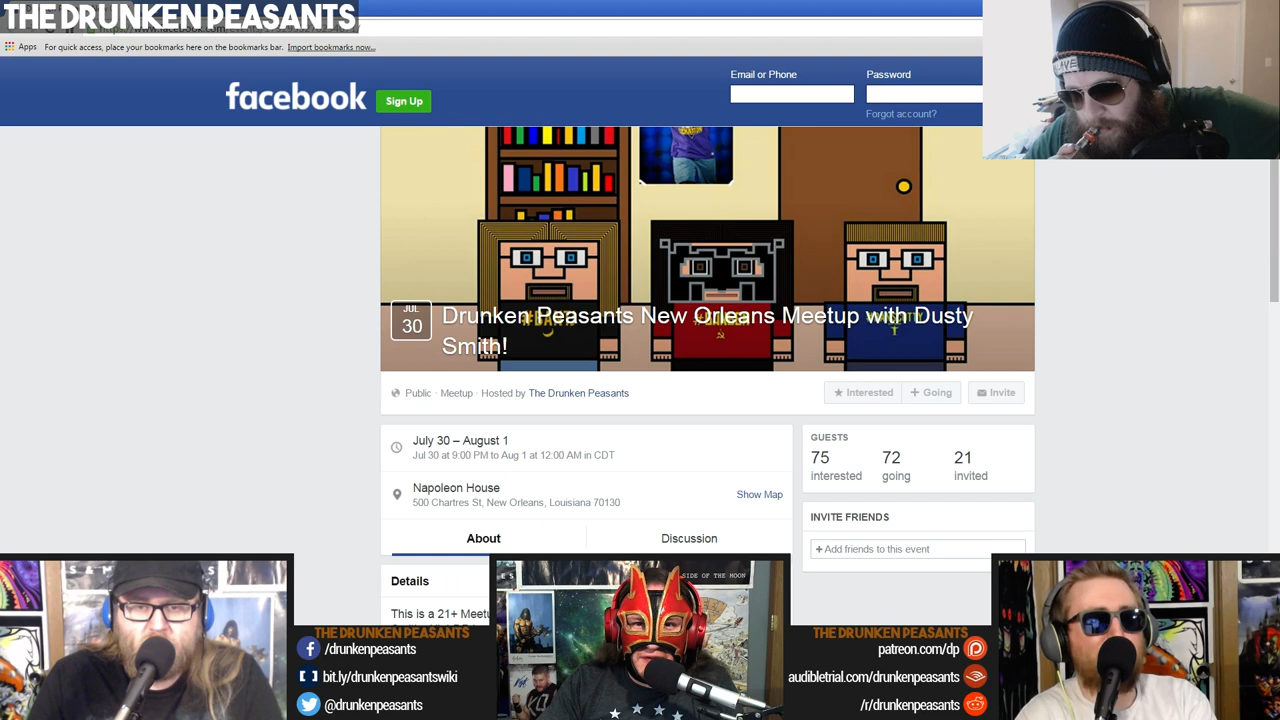 THE DRUNKEN PEASANTS
Apps For quick access, place your bookmarks here on the bookmarks bar. Import bookmarks now...
facebook
Sign Up
Email or Phone
Password
Forgot account?
JUL
30
Drunken Peasants New Orleans Meetup with Dusty
Smith!
Public · Meetup · Hosted by The Drunken Peasants
Interested
Going
Invite
July 30 – August 1
Jul 30 at 9:00 PM to Aug 1 at 12:00 AM in CDT
Napoleon House
500 Chartres St, New Orleans, Louisiana 70130
Show Map
About
Discussion
GUESTS
75
interested
72
going
21
invited
INVITE FRIENDS
+ Add friends to this event
Details
This is a 21+
SIDE OF THE MOON
THE DRUNKEN PEASANTS
/drunkenpeasants
bit.ly/drunkenpeasantswiki
@drunkenpeasants
THE DRUNKEN PEASANTS
patreon.com/dp
audibletrial.com/drunkenpeasants
/r/drunkenpeasants